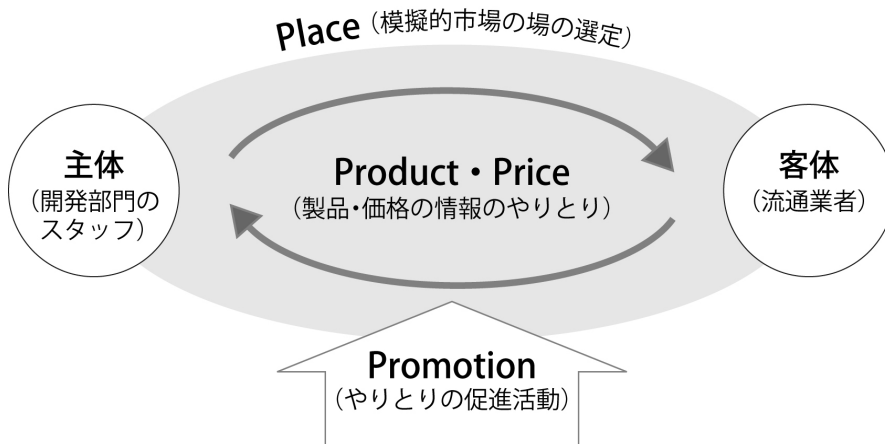 Place（模擬的市場の場の選定）
主体
（開発部門の
スタッフ）
Product・Price
（製品・価格の情報のやりとり）
客体
（流通業者）
Promotion
（やりとりの促進活動）